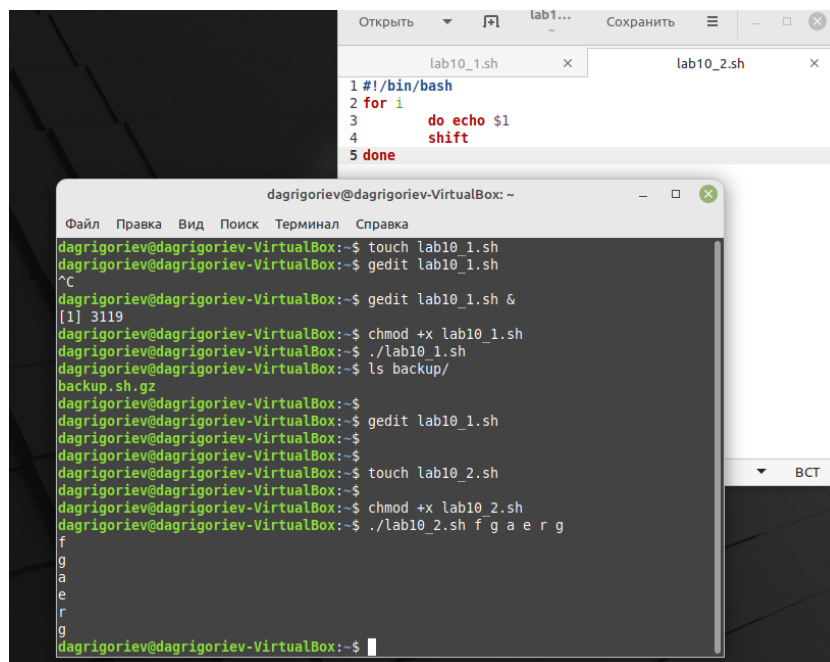 Открыть lab1... Сохранить
~
lab10_1.sh lab10_2.sh
1 #!/bin/bash
2 for i
3 do echo $1
4 shift
5 done
dagrigoriev@dagrigoriev-VirtualBox: ~
Файл Правка Вид Поиск Терминал Справка
dagrigoriev@dagrigoriev-VirtualBox:~$ touch lab10_1.sh
dagrigoriev@dagrigoriev-VirtualBox:~$ gedit lab10_1.sh
^C
dagrigoriev@dagrigoriev-VirtualBox:~$ gedit lab10_1.sh &
[1] 3119
dagrigoriev@dagrigoriev-VirtualBox:~$ chmod +x lab10_1.sh
dagrigoriev@dagrigoriev-VirtualBox:~$ ./lab10_1.sh
dagrigoriev@dagrigoriev-VirtualBox:~$ ls backup/
backup.sh.gz
dagrigoriev@dagrigoriev-VirtualBox:~$
dagrigoriev@dagrigoriev-VirtualBox:~$ gedit lab10_1.sh
dagrigoriev@dagrigoriev-VirtualBox:~$
dagrigoriev@dagrigoriev-VirtualBox:~$
dagrigoriev@dagrigoriev-VirtualBox:~$ touch lab10_2.sh
dagrigoriev@dagrigoriev-VirtualBox:~$
dagrigoriev@dagrigoriev-VirtualBox:~$ chmod +x lab10_2.sh
dagrigoriev@dagrigoriev-VirtualBox:~$ ./lab10_2.sh f g a e r g
f
g
a
e
r
g
dagrigoriev@dagrigoriev-VirtualBox:~$
ВСТ